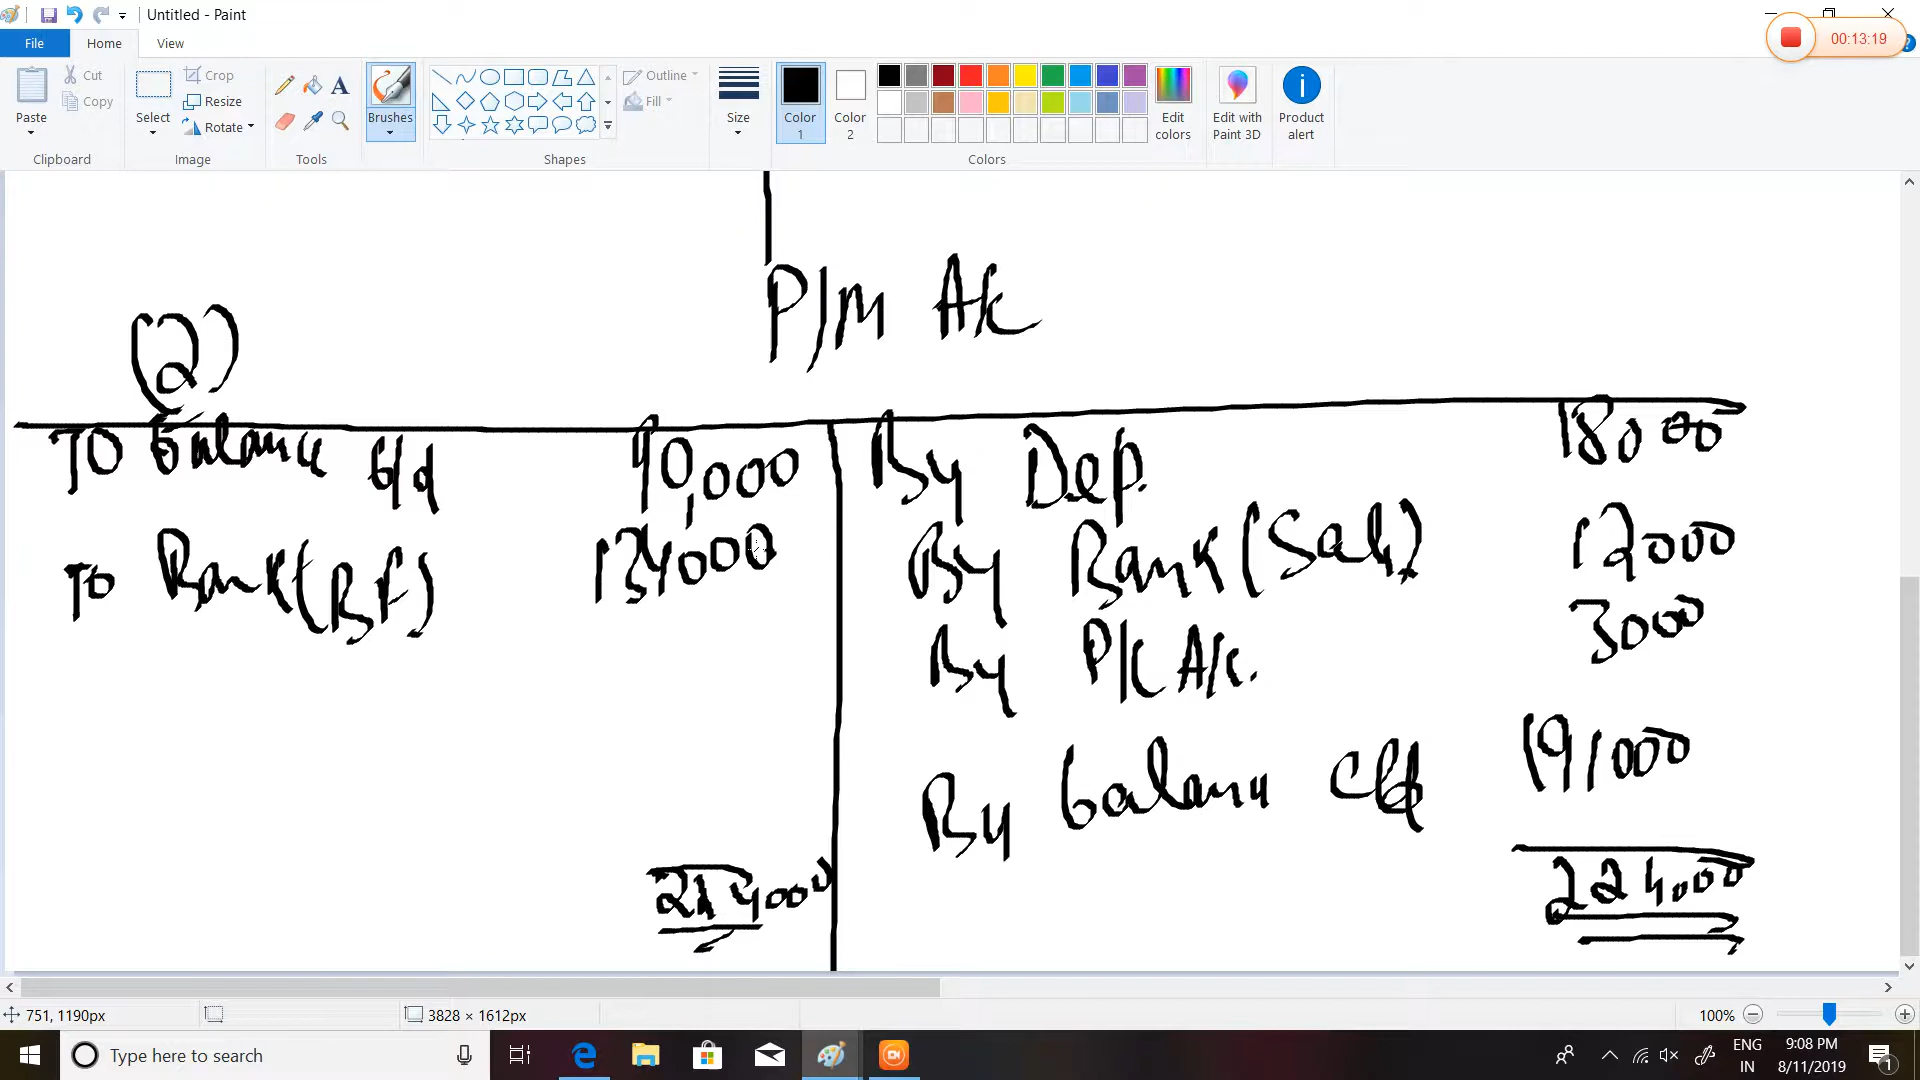 Untitled - Paint
00:13:19
File Home View
Paste
Cut
Copy
Clipboard
Select
Crop
Resize
Rotate
Image
A
Tools
Brushes
Outline
Fill
Shapes
Size
Color 1
Color 2
Edit colors
Colors
Edit with Paint 3D
Product alert
P/M A/c
(2)
To balance b/d 90,000 By Dep. 18000
To Bank (BF) 134000 By Bank (Sale) 12000
By P/L A/c. 3000
By balance c/d 191000
224000 224000
751, 1190px
3828 × 1612px
100%
Type here to search
ENG
IN
9:08 PM
8/11/2019
1